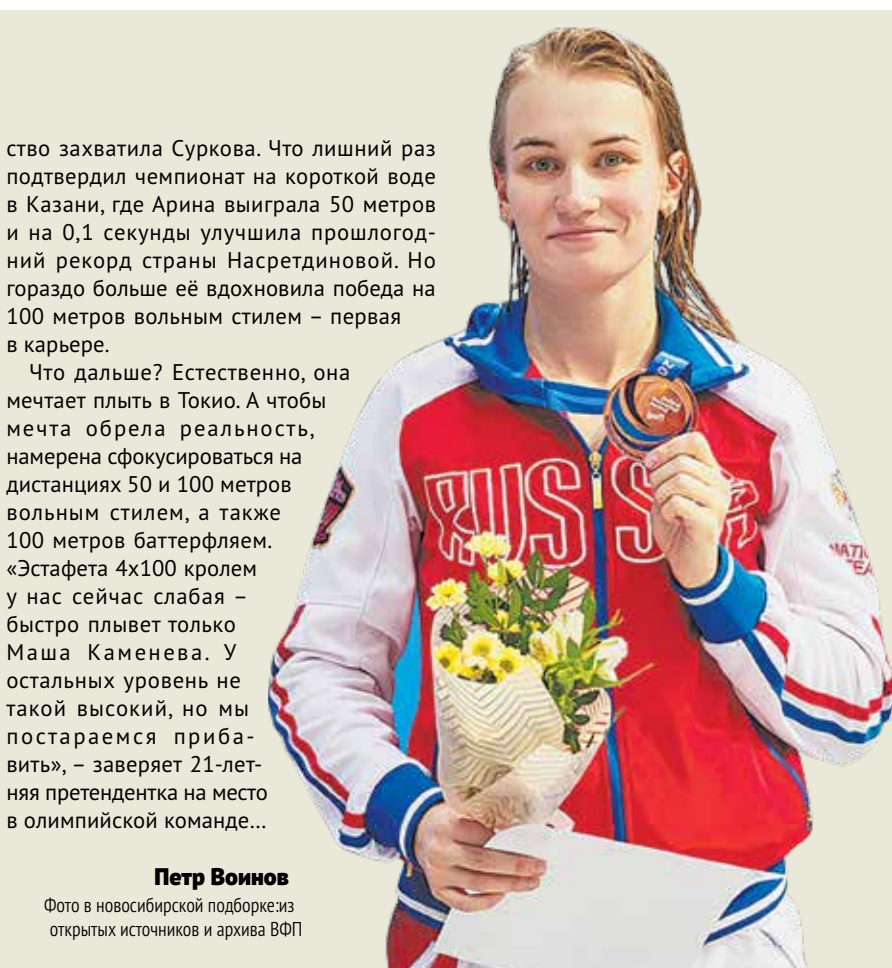 ство захватила Суркова. Что лишний раз
подтвердил чемпионат на короткой воде
в Казани, где Арина выиграла 50 метров
и на 0,1 секунды улучшила прошлогод-
ний рекорд страны Насретдиновой. Но
гораздо больше её вдохновила победа на
100 метров вольным стилем – первая
в карьере.
Что дальше? Естественно, она
мечтает плыть в Токио. А чтобы
мечта обрела реальность,
намерена сфокусироваться на
дистанциях 50 и 100 метров
вольным стилем, а также
100 метров баттерфляем.
«Эстафета 4х100 кролем
у нас сейчас слабая –
быстро плывет только
Маша Каменева. У
остальных уровень не
такой высокий, но мы
постараемся приба-
вить», – заверяет 21-лет-
няя претендентка на место
в олимпийской команде...
Петр Воинов
Фото в новосибирской подборке:из
открытых источников и архива ВФП
RUSSIA